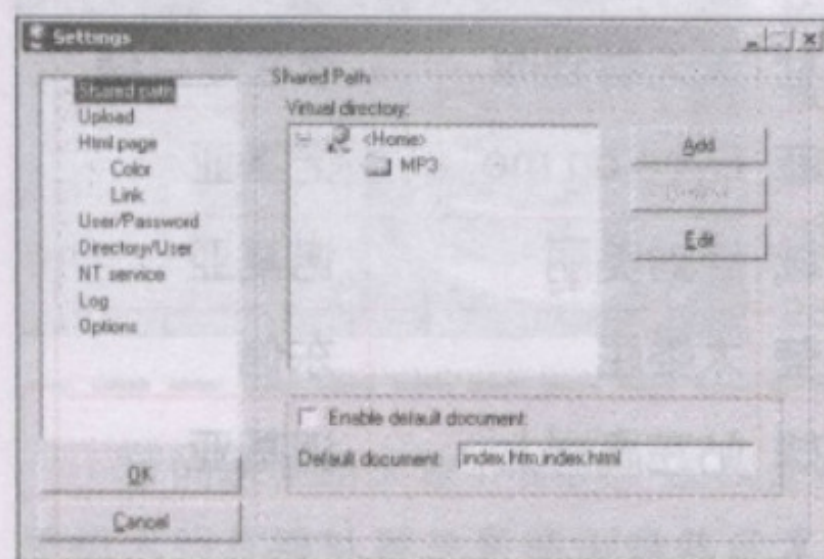 Settings
Shared path
Upload
Html page
Color
Link
User/Password
Directory/User
NT service
Log
Options
OK
Cancel
Shared Path
Virtual directory:
<Home>
MP3
Add
Edit
Enable default document
Default document: index.htm,index.html